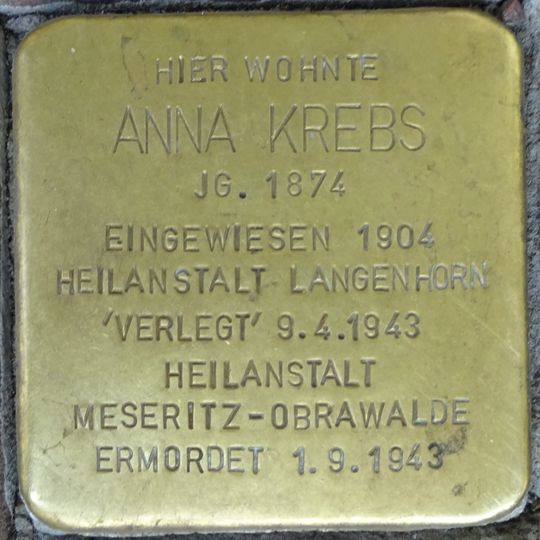 HIER WOHNTE
ANNA KREBS
JG. 1874
EINGEWIESEN 1904
HEILANSTALT LANGENHORN
'VERLEGT' 9.4.1943
HEILANSTALT
MESERITZ-OBRAWALDE
ERMORDET 1.9.1943